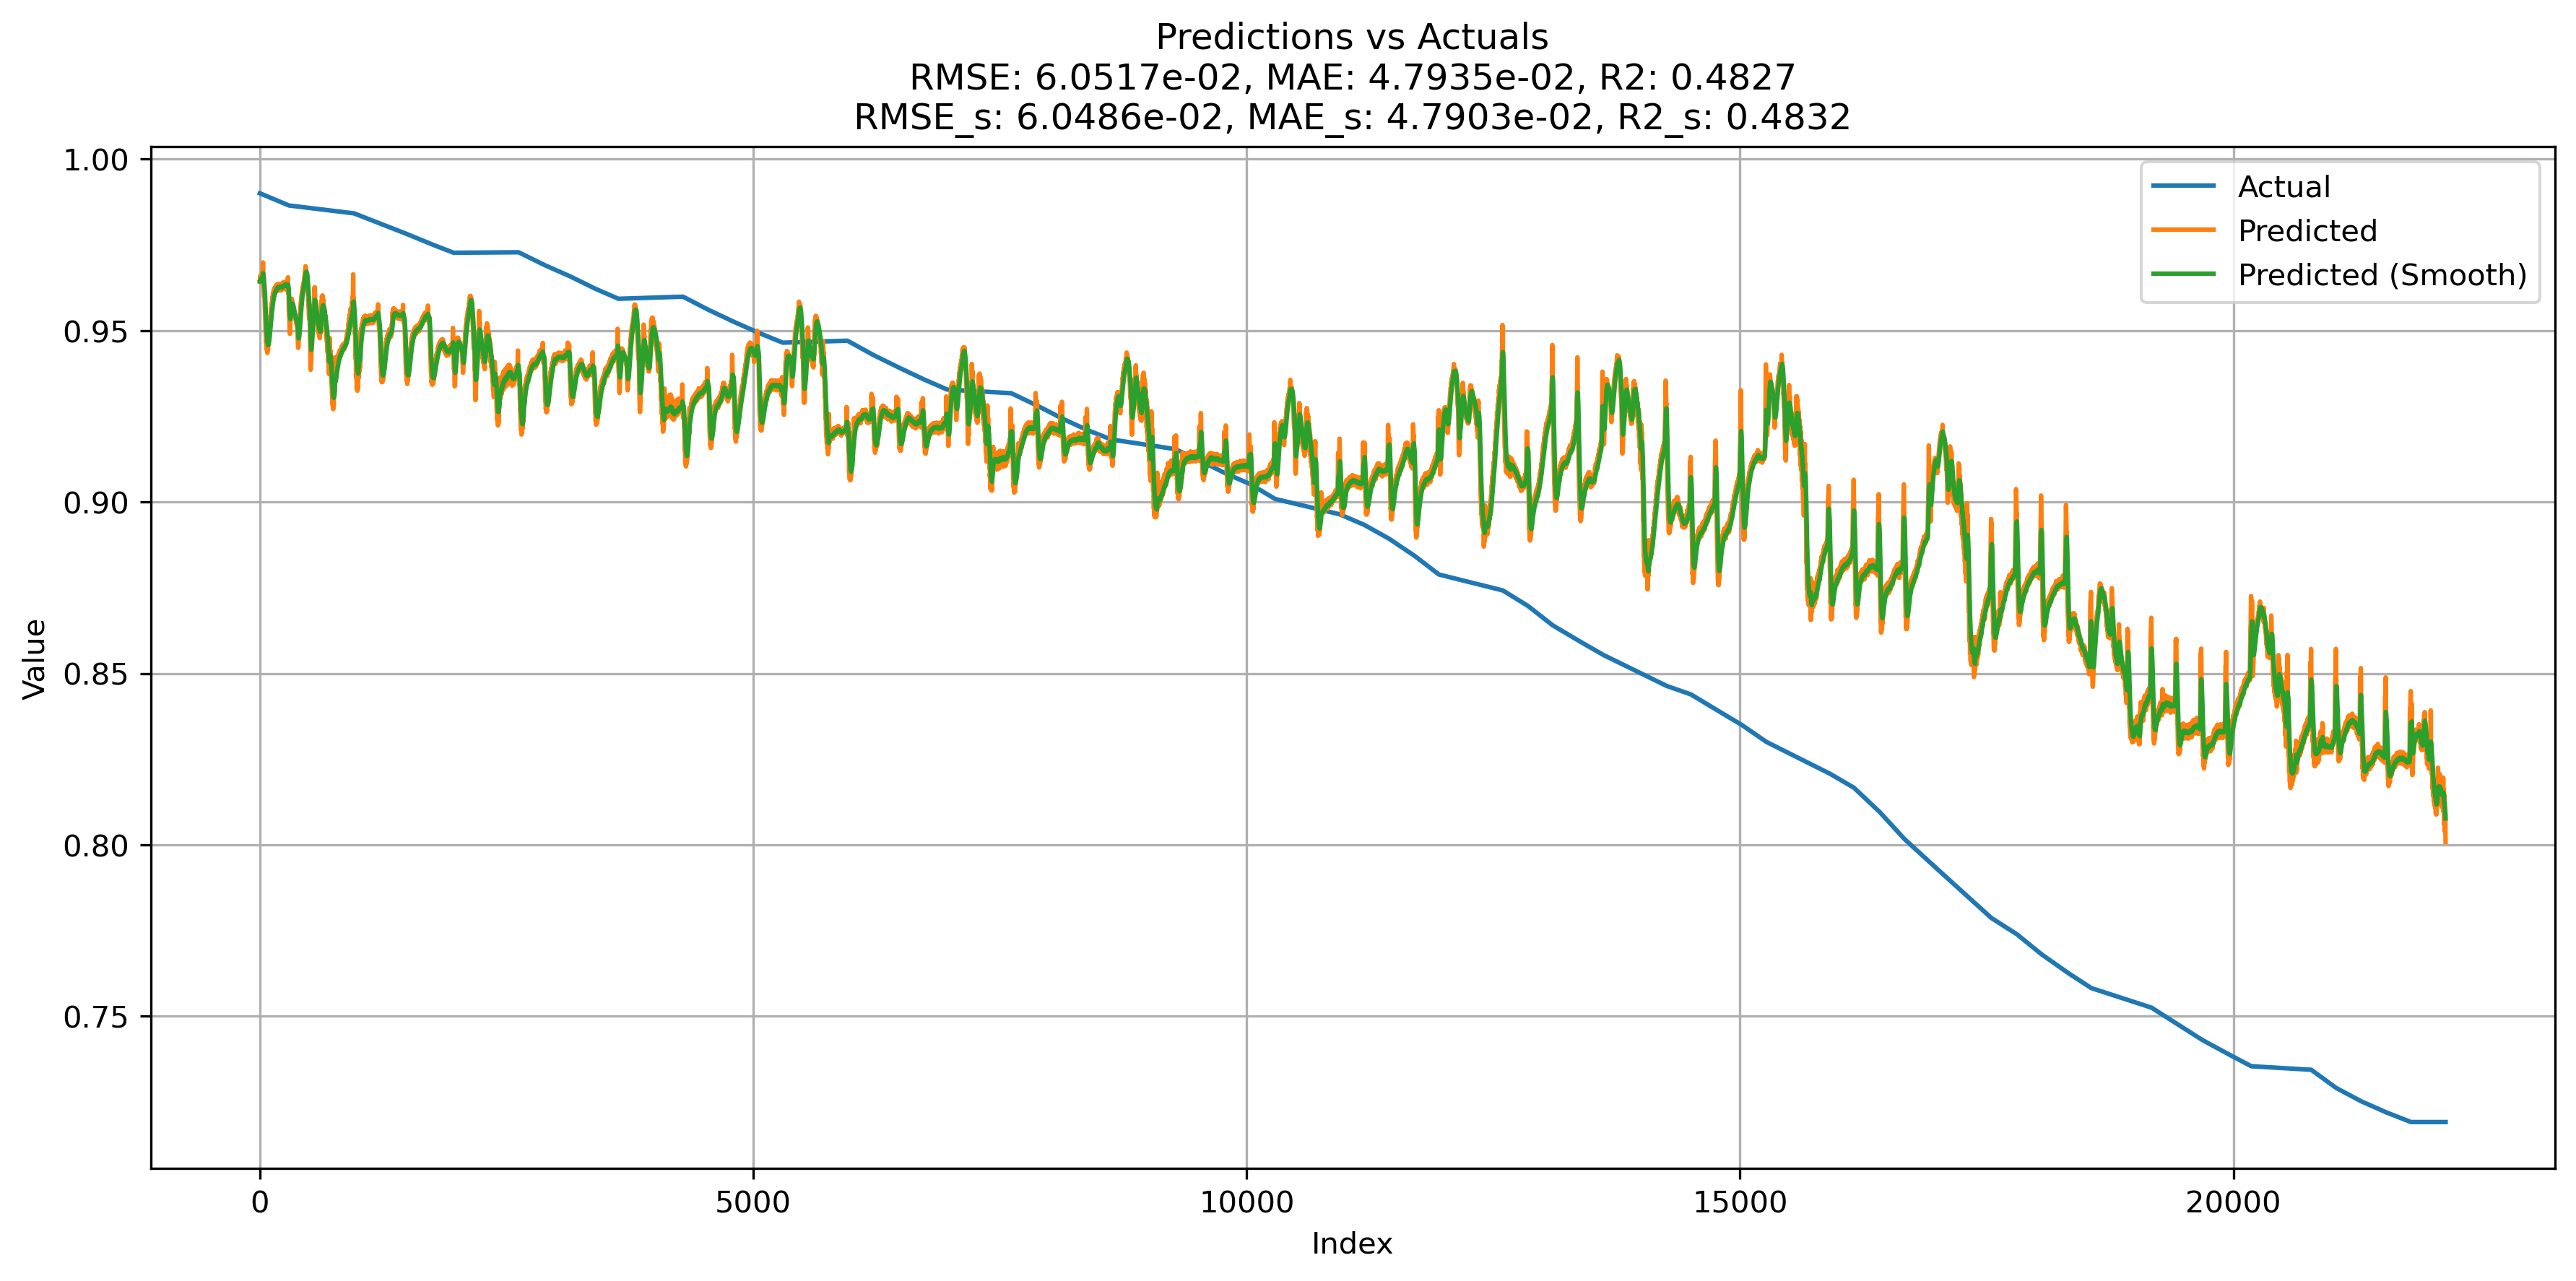 Predictions vs Actuals
RMSE: 6.0517e-02, MAE: 4.7935e-02, R2: 0.4827
RMSE_s: 6.0486e-02, MAE_s: 4.7903e-02, R2_s: 0.4832
Actual
Predicted
Predicted (Smooth)
Value
1.00
0.95
0.90
0.85
0.80
0.75
0
5000
10000
15000
20000
Index